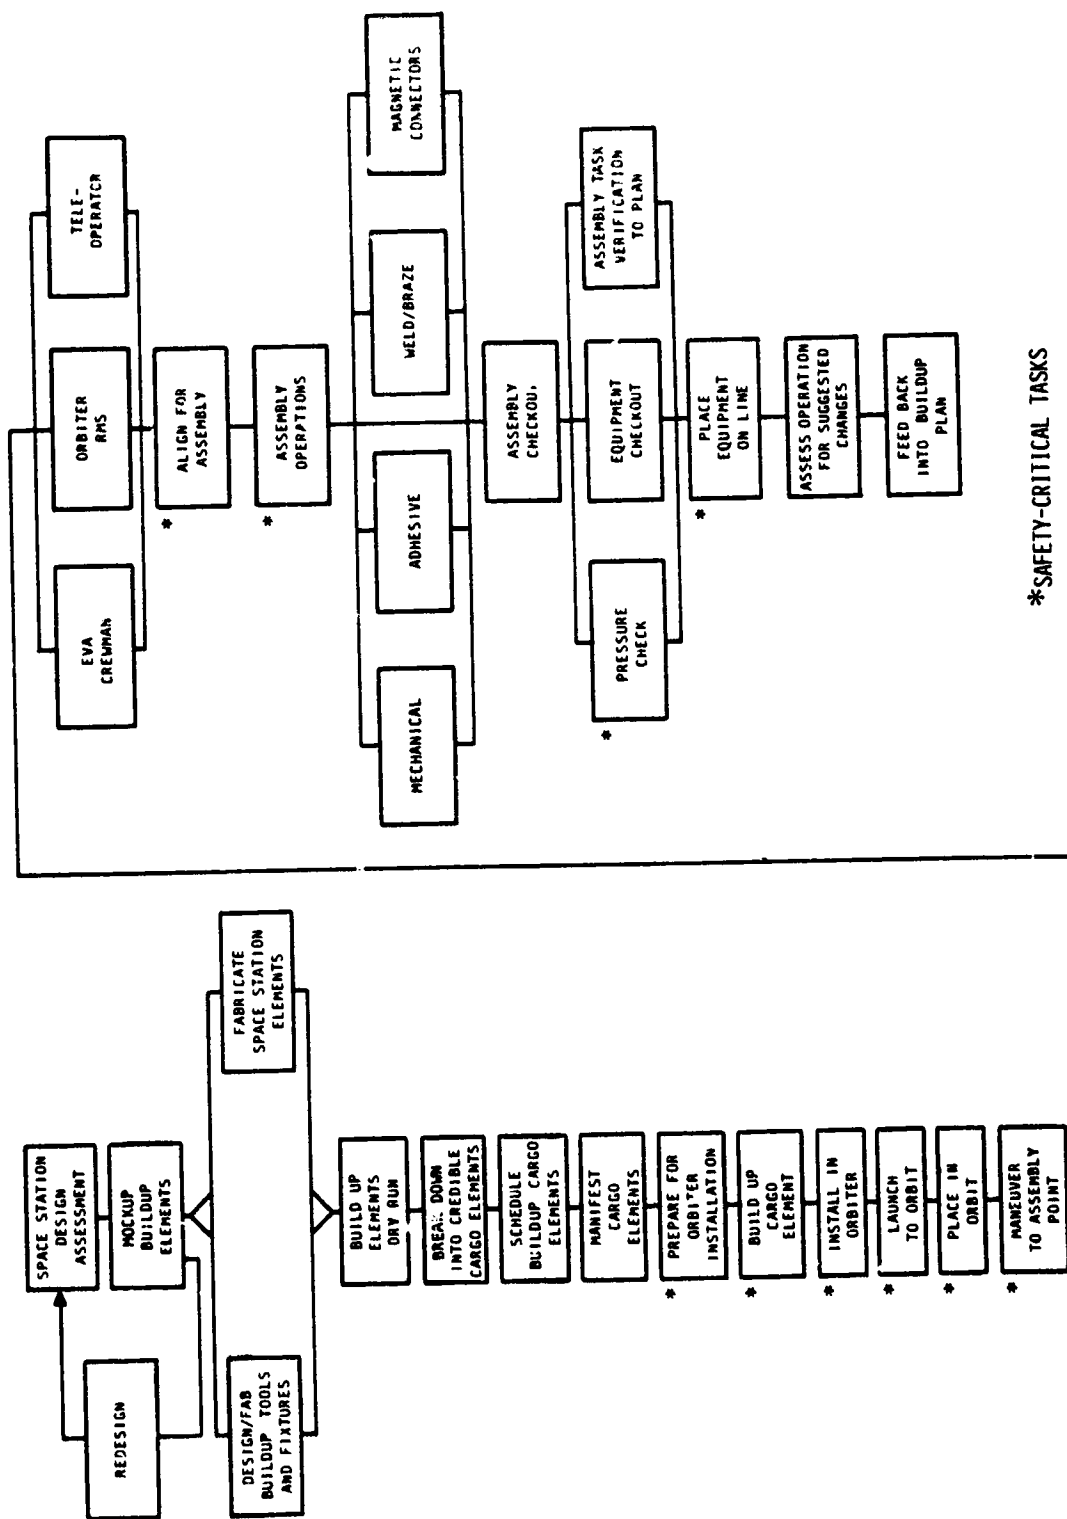 SPACE STATION
DESIGN
ASSESSMENT
REDESIGN
MOCKUP
BUILDUP
ELEMENTS
DESIGN/FAB
BUILDUP TOOLS
AND FIXTURES
FABRICATE
SPACE STATION
ELEMENTS
BUILD UP
ELEMENTS
DRY RUN
BREAK DOWN
INTO CREDIBLE
CARGO ELEMENTS
SCHEDULE
BUILDUP CARGO
ELEMENTS
MANIFEST
CARGO
ELEMENTS
* PREPARE FOR
ORBITER
INSTALLATION
* BUILD UP
CARGO
ELEMENT
* INSTALL IN
ORBITER
* LAUNCH
TO ORBIT
* PLACE IN
ORBIT
* MANEUVER
TO ASSEMBLY
POINT
EVA
CREWMAN
ORBITER
RMS
TELE-
OPERATOR
* ALIGN FOR
ASSEMBLY
* ASSEMBLY
OPERATIONS
MECHANICAL
ADHESIVE
WELD/BRAZE
MAGNETIC
CONNECTORS
ASSEMBLY
CHECKOUT
* PRESSURE
CHECK
EQUIPMENT
CHECKOUT
ASSEMBLY TASK
VERIFICATION
TO PLAN
* PLACE
EQUIPMENT
ON LINE
ASSESS OPERATION
FOR SUGGESTED
CHANGES
FEED BACK
INTO BUILDUP
PLAN
*SAFETY-CRITICAL TASKS